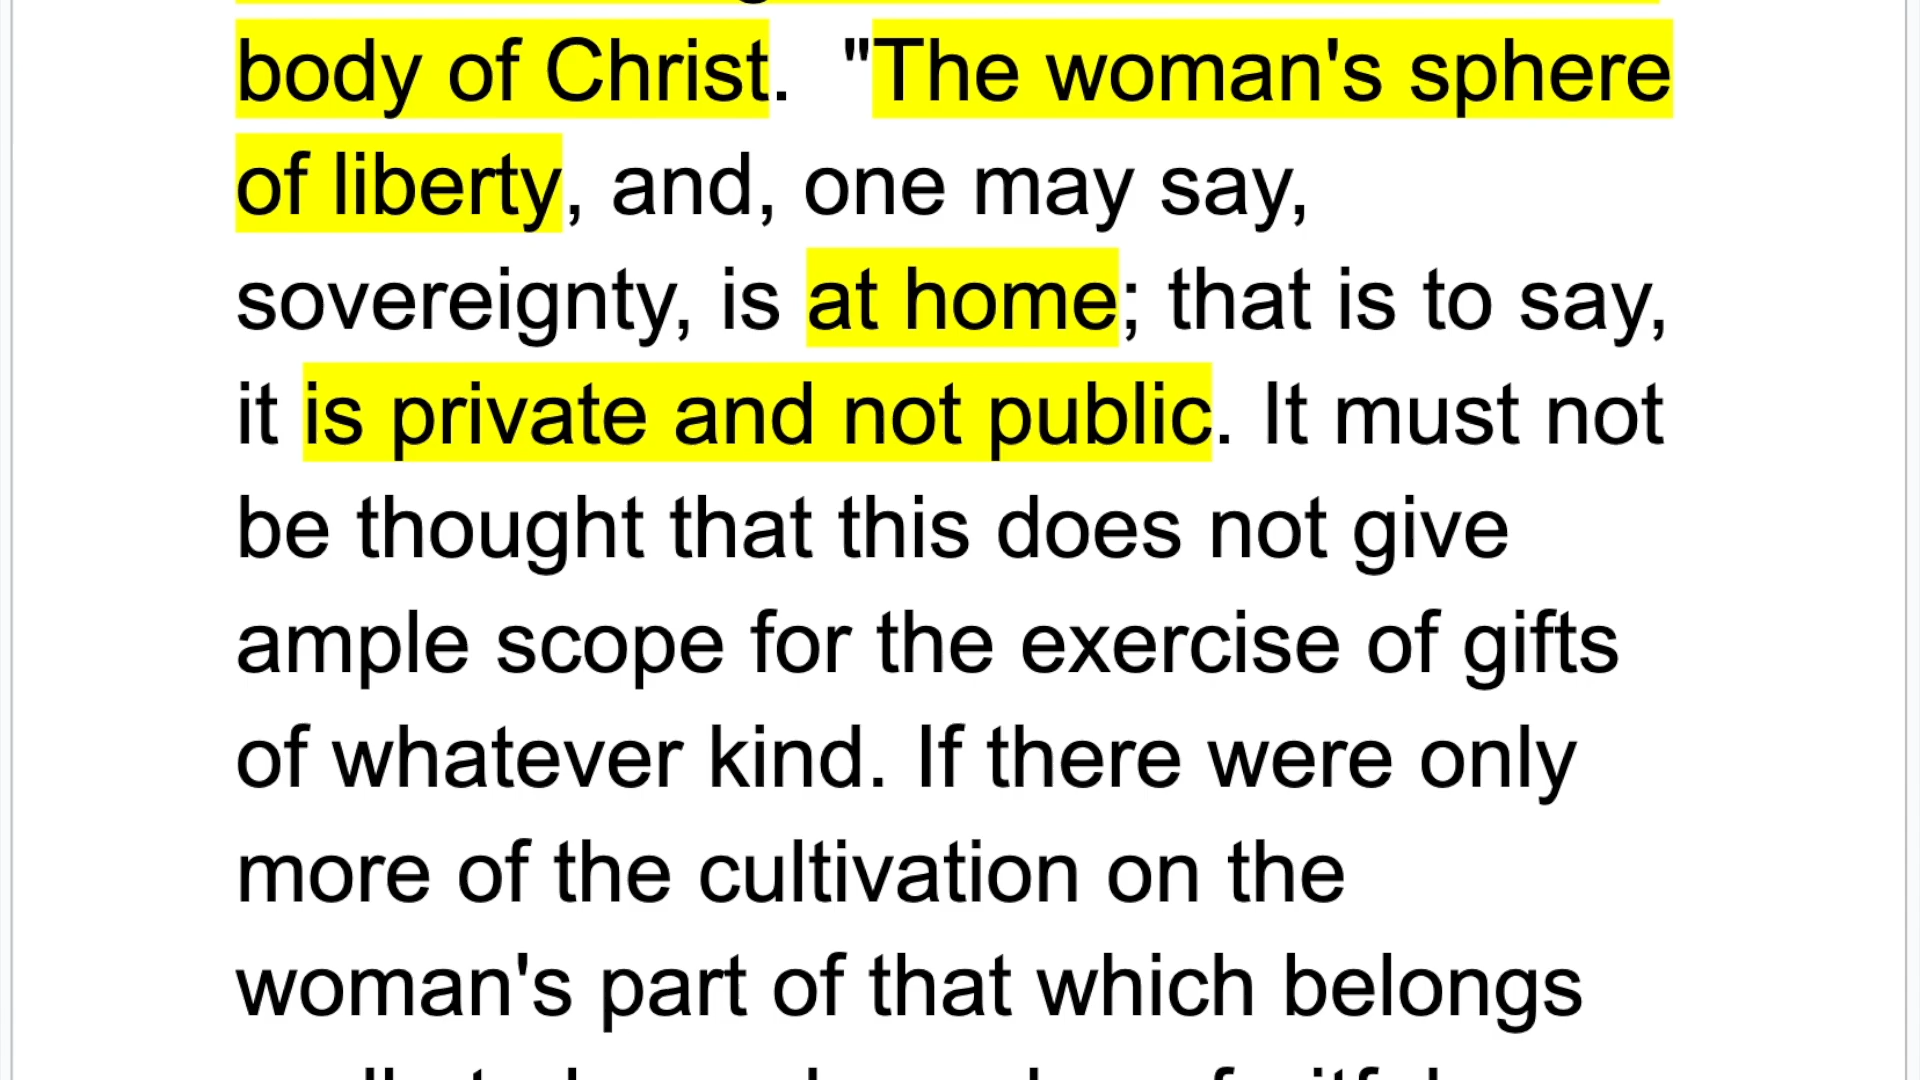 body of Christ.  "The woman's sphere
of liberty, and, one may say,
sovereignty, is at home; that is to say,
it is private and not public. It must not
be thought that this does not give
ample scope for the exercise of gifts
of whatever kind. If there were only
more of the cultivation on the
woman's part of that which belongs